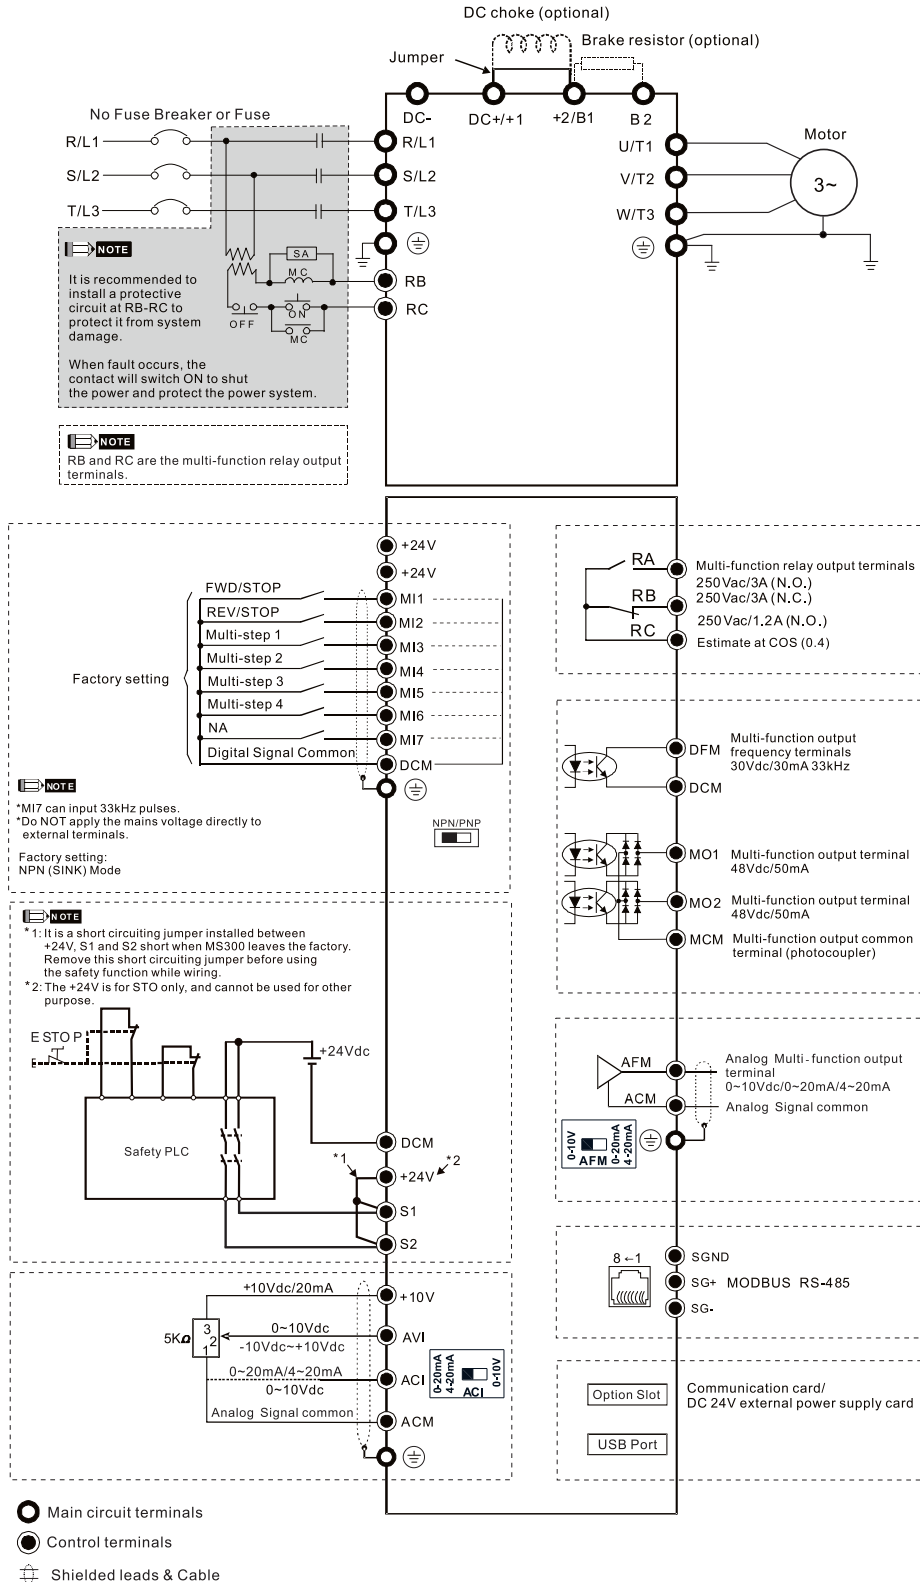 DC choke (optional)
Brake resistor (optional)
Jumper
No Fuse Breaker or Fuse
DC-
DC+/+1
+2/B1
B2
R/L1
R/L1
S/L2
S/L2
T/L3
T/L3
U/T1
V/T2
W/T3
Motor
3~
NOTE
It is recommended to
install a protective
circuit at RB-RC to
protect it from system
damage.
When fault occurs, the
contact will switch ON to shut
the power and protect the power system.
SA
MC
OFF
ON
MC
RB
RC
NOTE
RB and RC are the multi-function relay output
terminals.
+24V
+24V
Factory setting
FWD/STOP
MI1
REV/STOP
MI2
Multi-step 1
MI3
Multi-step 2
MI4
Multi-step 3
MI5
Multi-step 4
MI6
NA
MI7
Digital Signal Common
DCM
NOTE
*MI7 can input 33kHz pulses.
*Do NOT apply the mains voltage directly to
external terminals.
Factory setting:
NPN (SINK) Mode
NPN/PNP
RA
RB
RC
Multi-function relay output terminals
250Vac/3A (N.O.)
250Vac/3A (N.C.)
250Vac/1.2A (N.O.)
Estimate at COS (0.4)
DFM
Multi-function output
frequency terminals
30Vdc/30mA 33kHz
DCM
MO1
Multi-function output terminal
48Vdc/50mA
MO2
Multi-function output terminal
48Vdc/50mA
MCM
Multi-function output common
terminal (photocoupler)
NOTE
*1: It is a short circuiting jumper installed between
+24V, S1 and S2 short when MS300 leaves the factory.
Remove this short circuiting jumper before using
the safety function while wiring.
*2: The +24V is for STO only, and cannot be used for other
purpose.
ESTOP
+24Vdc
Safety PLC
DCM
*1
+24V
*2
S1
S2
AFM
ACM
Analog Multi-function output
terminal
0~10Vdc/0~20mA/4~20mA
Analog Signal common
0-10V
AFM
0-20mA
4-20mA
8←1
SGND
SG+
MODBUS RS-485
SG-
+10Vdc/20mA
+10V
5KΩ
3
2
1
0~10Vdc
-10Vdc~+10Vdc
AVI
0~20mA/4~20mA
0~10Vdc
ACI
Analog Signal common
ACM
0-20mA
4-20mA
ACI
0-10V
Option Slot
Communication card/
DC 24V external power supply card
USB Port
Main circuit terminals
Control terminals
Shielded leads & Cable